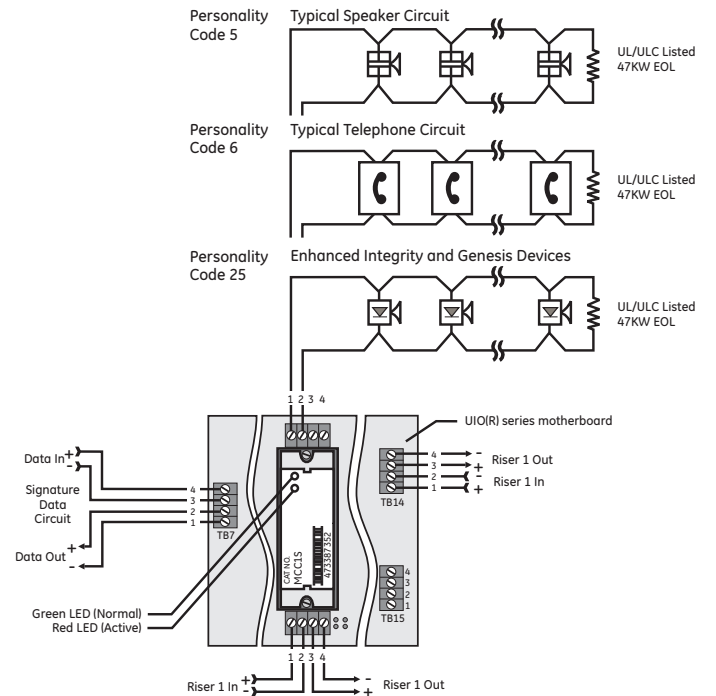 Personality Code 5
Typical Speaker Circuit
UL/ULC Listed
47KW EOL
Personality Code 6
Typical Telephone Circuit
UL/ULC Listed
47KW EOL
Personality Code 25
Enhanced Integrity and Genesis Devices
UL/ULC Listed
47KW EOL
1 2 3 4
UIO(R) series motherboard
Data In + -
Signature
Data
Circuit
Data Out + -
4
3
2
1
TB7
4 - Riser 1 Out
3 +
2 - Riser 1 In
1 +
TB14
CAT NO.
MCC1S
473387352
4
3
2
1
TB15
Green LED (Normal)
Red LED (Active)
1 2 3 4
Riser 1 In + -
- + Riser 1 Out